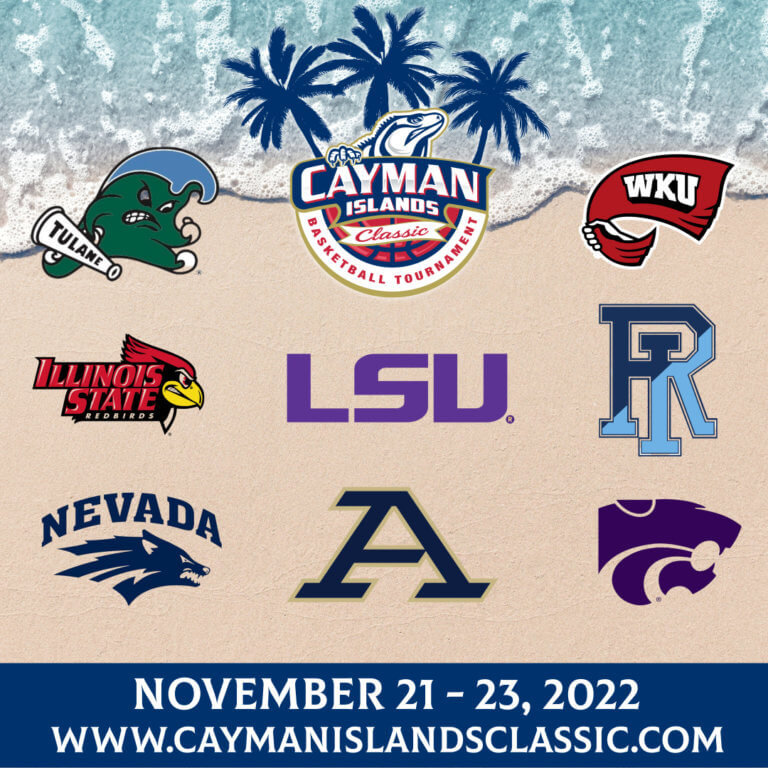 CAYMAN
ISLANDS
Classic
BASKETBALL TOURNAMENT
TULANE
WKU
ILLINOIS
STATE
REDBIRDS
LSU®
RI
NEVADA
A
NOVEMBER 21 - 23, 2022
WWW.CAYMANISLANDSCLASSIC.COM